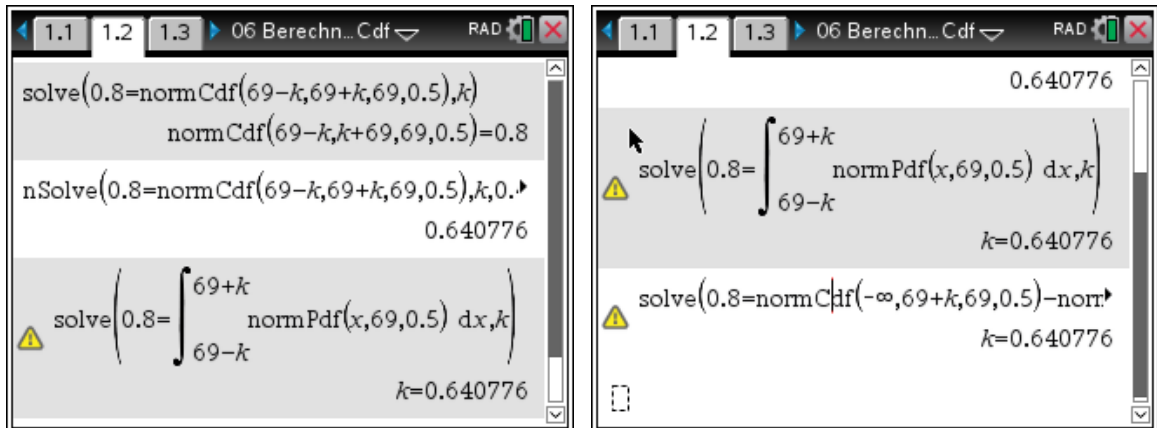 1.1 1.2 1.3 06 Berechn…Cdf RAD
solve(0.8=normCdf(69−k,69+k,69,0.5),k)
normCdf(69−k,k+69,69,0.5)=0.8
nSolve(0.8=normCdf(69−k,69+k,69,0.5),k,0.
0.640776
69+k
solve(0.8=∫ normPdf(x,69,0.5) dx,k)
69−k
k=0.640776
1.1 1.2 1.3 06 Berechn…Cdf RAD
0.640776
69+k
solve(0.8=∫ normPdf(x,69,0.5) dx,k)
69−k
k=0.640776
solve(0.8=normCdf(-∞,69+k,69,0.5)−norm
k=0.640776